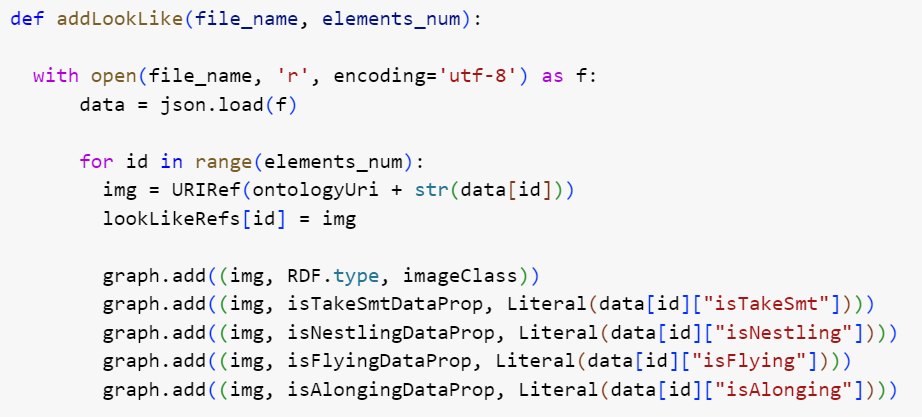 def addLookLike(file_name, elements_num):
with open(file_name, 'r', encoding='utf-8') as f:
data = json.load(f)
for id in range(elements_num):
img = URIRef(ontologyUri + str(data[id]))
lookLikeRefs[id] = img
graph.add((img, RDF.type, imageClass))
graph.add((img, isTakeSmtDataProp, Literal(data[id]["isTakeSmt"])))
graph.add((img, isNestlingDataProp, Literal(data[id]["isNestling"])))
graph.add((img, isFlyingDataProp, Literal(data[id]["isFlying"])))
graph.add((img, isAlongingDataProp, Literal(data[id]["isAlonging"])))